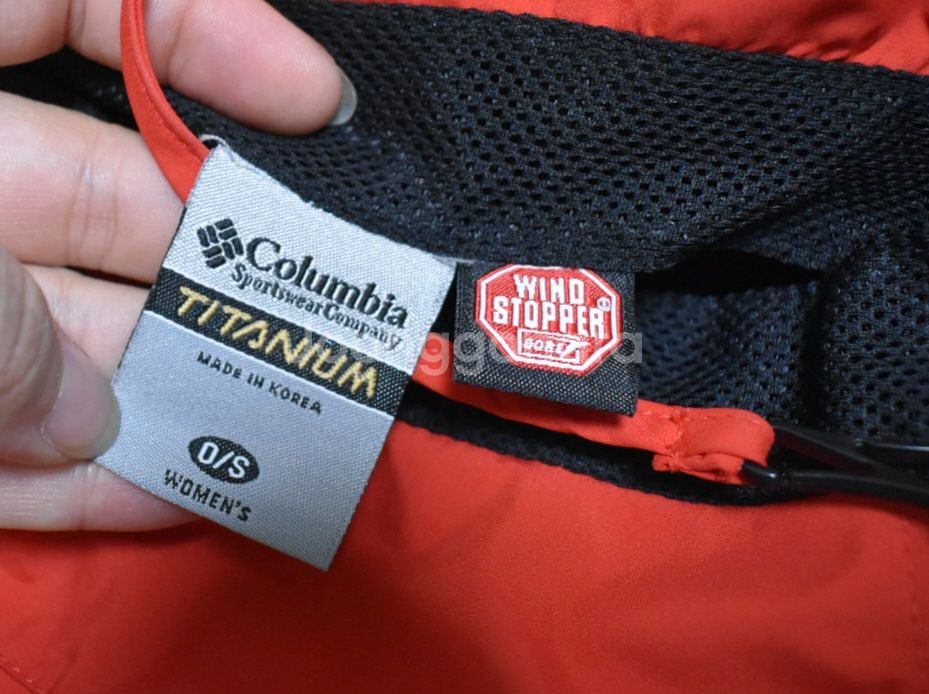 Columbia
Sportswear Company
TITANIUM
MADE IN KOREA
O/S
WOMEN'S
WIND
STOPPER®
GORE